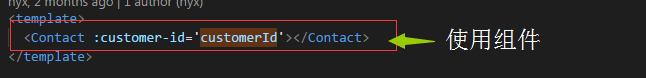 nyx, 2 months ago | 1 author (nyx)
<template>
<Contact :customer-id='customerId'></Contact>
使用组件
</template>